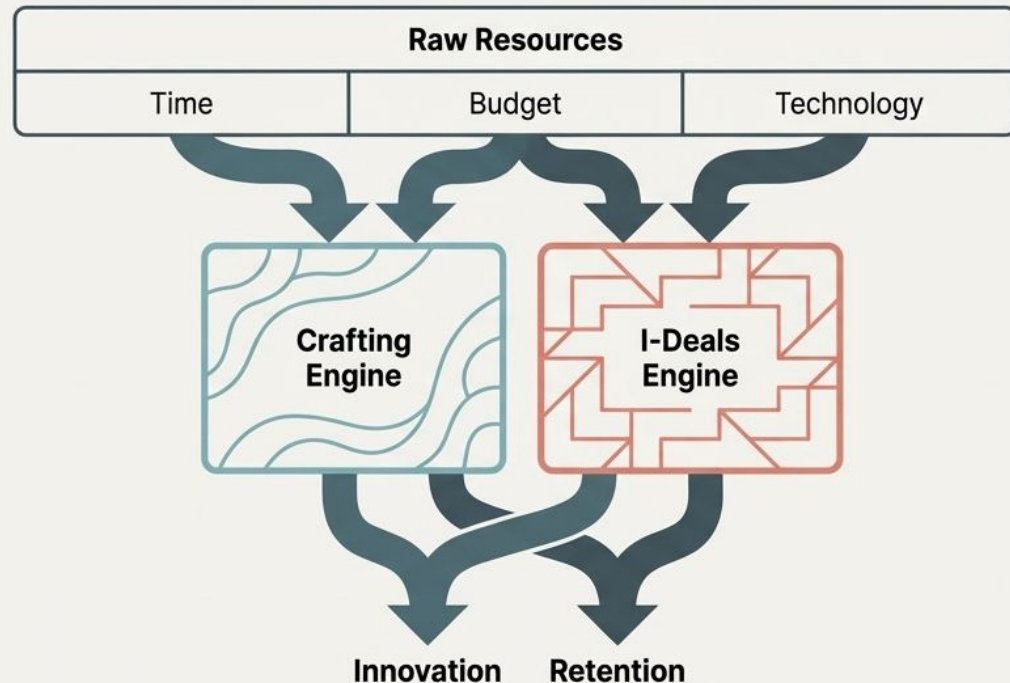 Raw Resources
Time
Budget
Technology
Crafting
Engine
I-Deals
Engine
Innovation
Retention